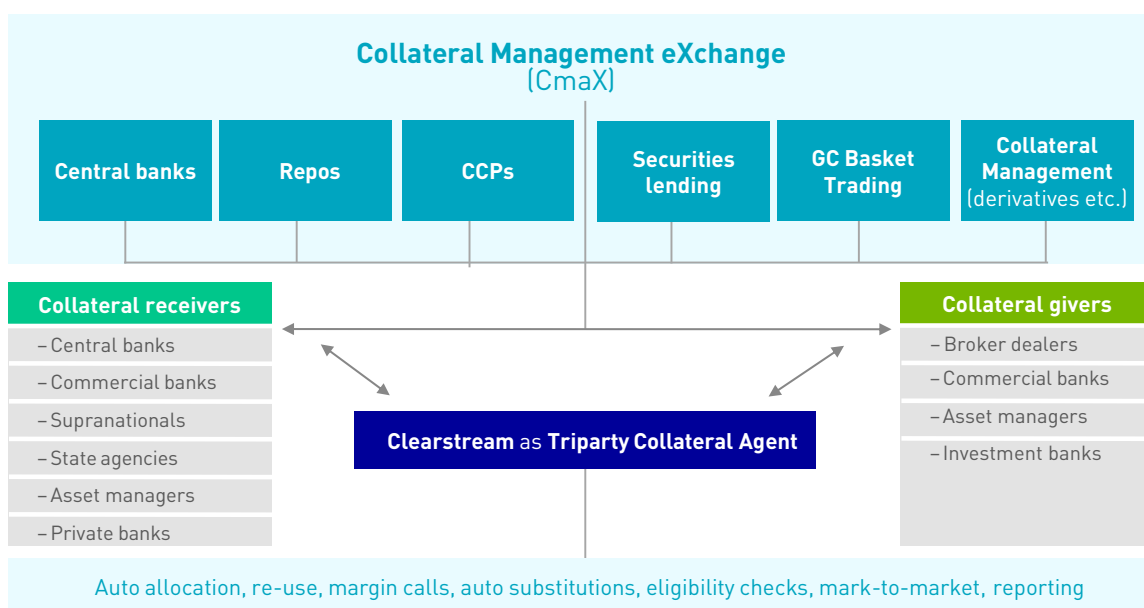 Collateral Management eXchange
(CmaX)
Central banks
Repos
CCPs
Securities
lending
GC Basket
Trading
Collateral
Management
(derivatives etc.)
Collateral receivers
– Central banks
– Commercial banks
– Supranationals
– State agencies
– Asset managers
– Private banks
Collateral givers
– Broker dealers
– Commercial banks
– Asset managers
– Investment banks
Clearstream as Triparty Collateral Agent
Auto allocation, re-use, margin calls, auto substitutions, eligibility checks, mark-to-market, reporting